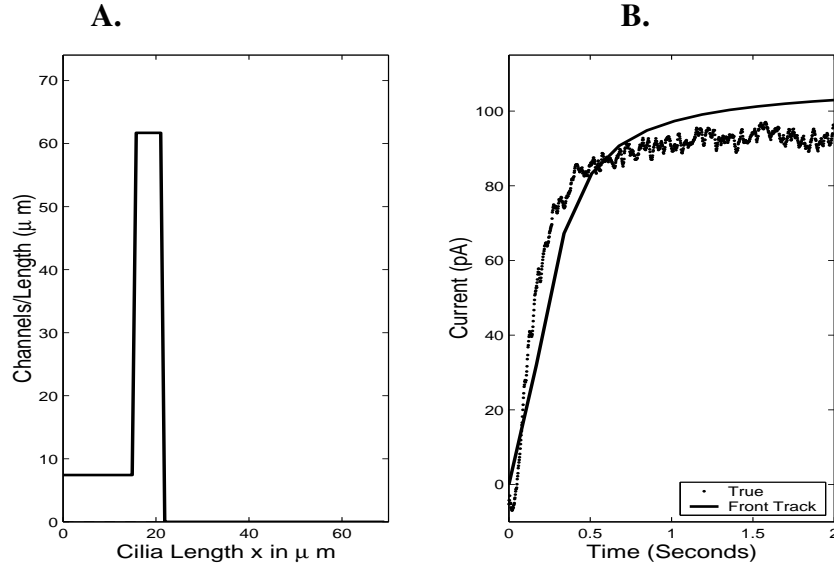 A.
B.
70
60
50
40
30
20
10
0
Channels/Length (μ m)
0 20 40 60
Cilia Length x in μ m
100
80
60
40
20
0
Current (pA)
True
Front Track
0 0.5 1 1.5 2
Time (Seconds)